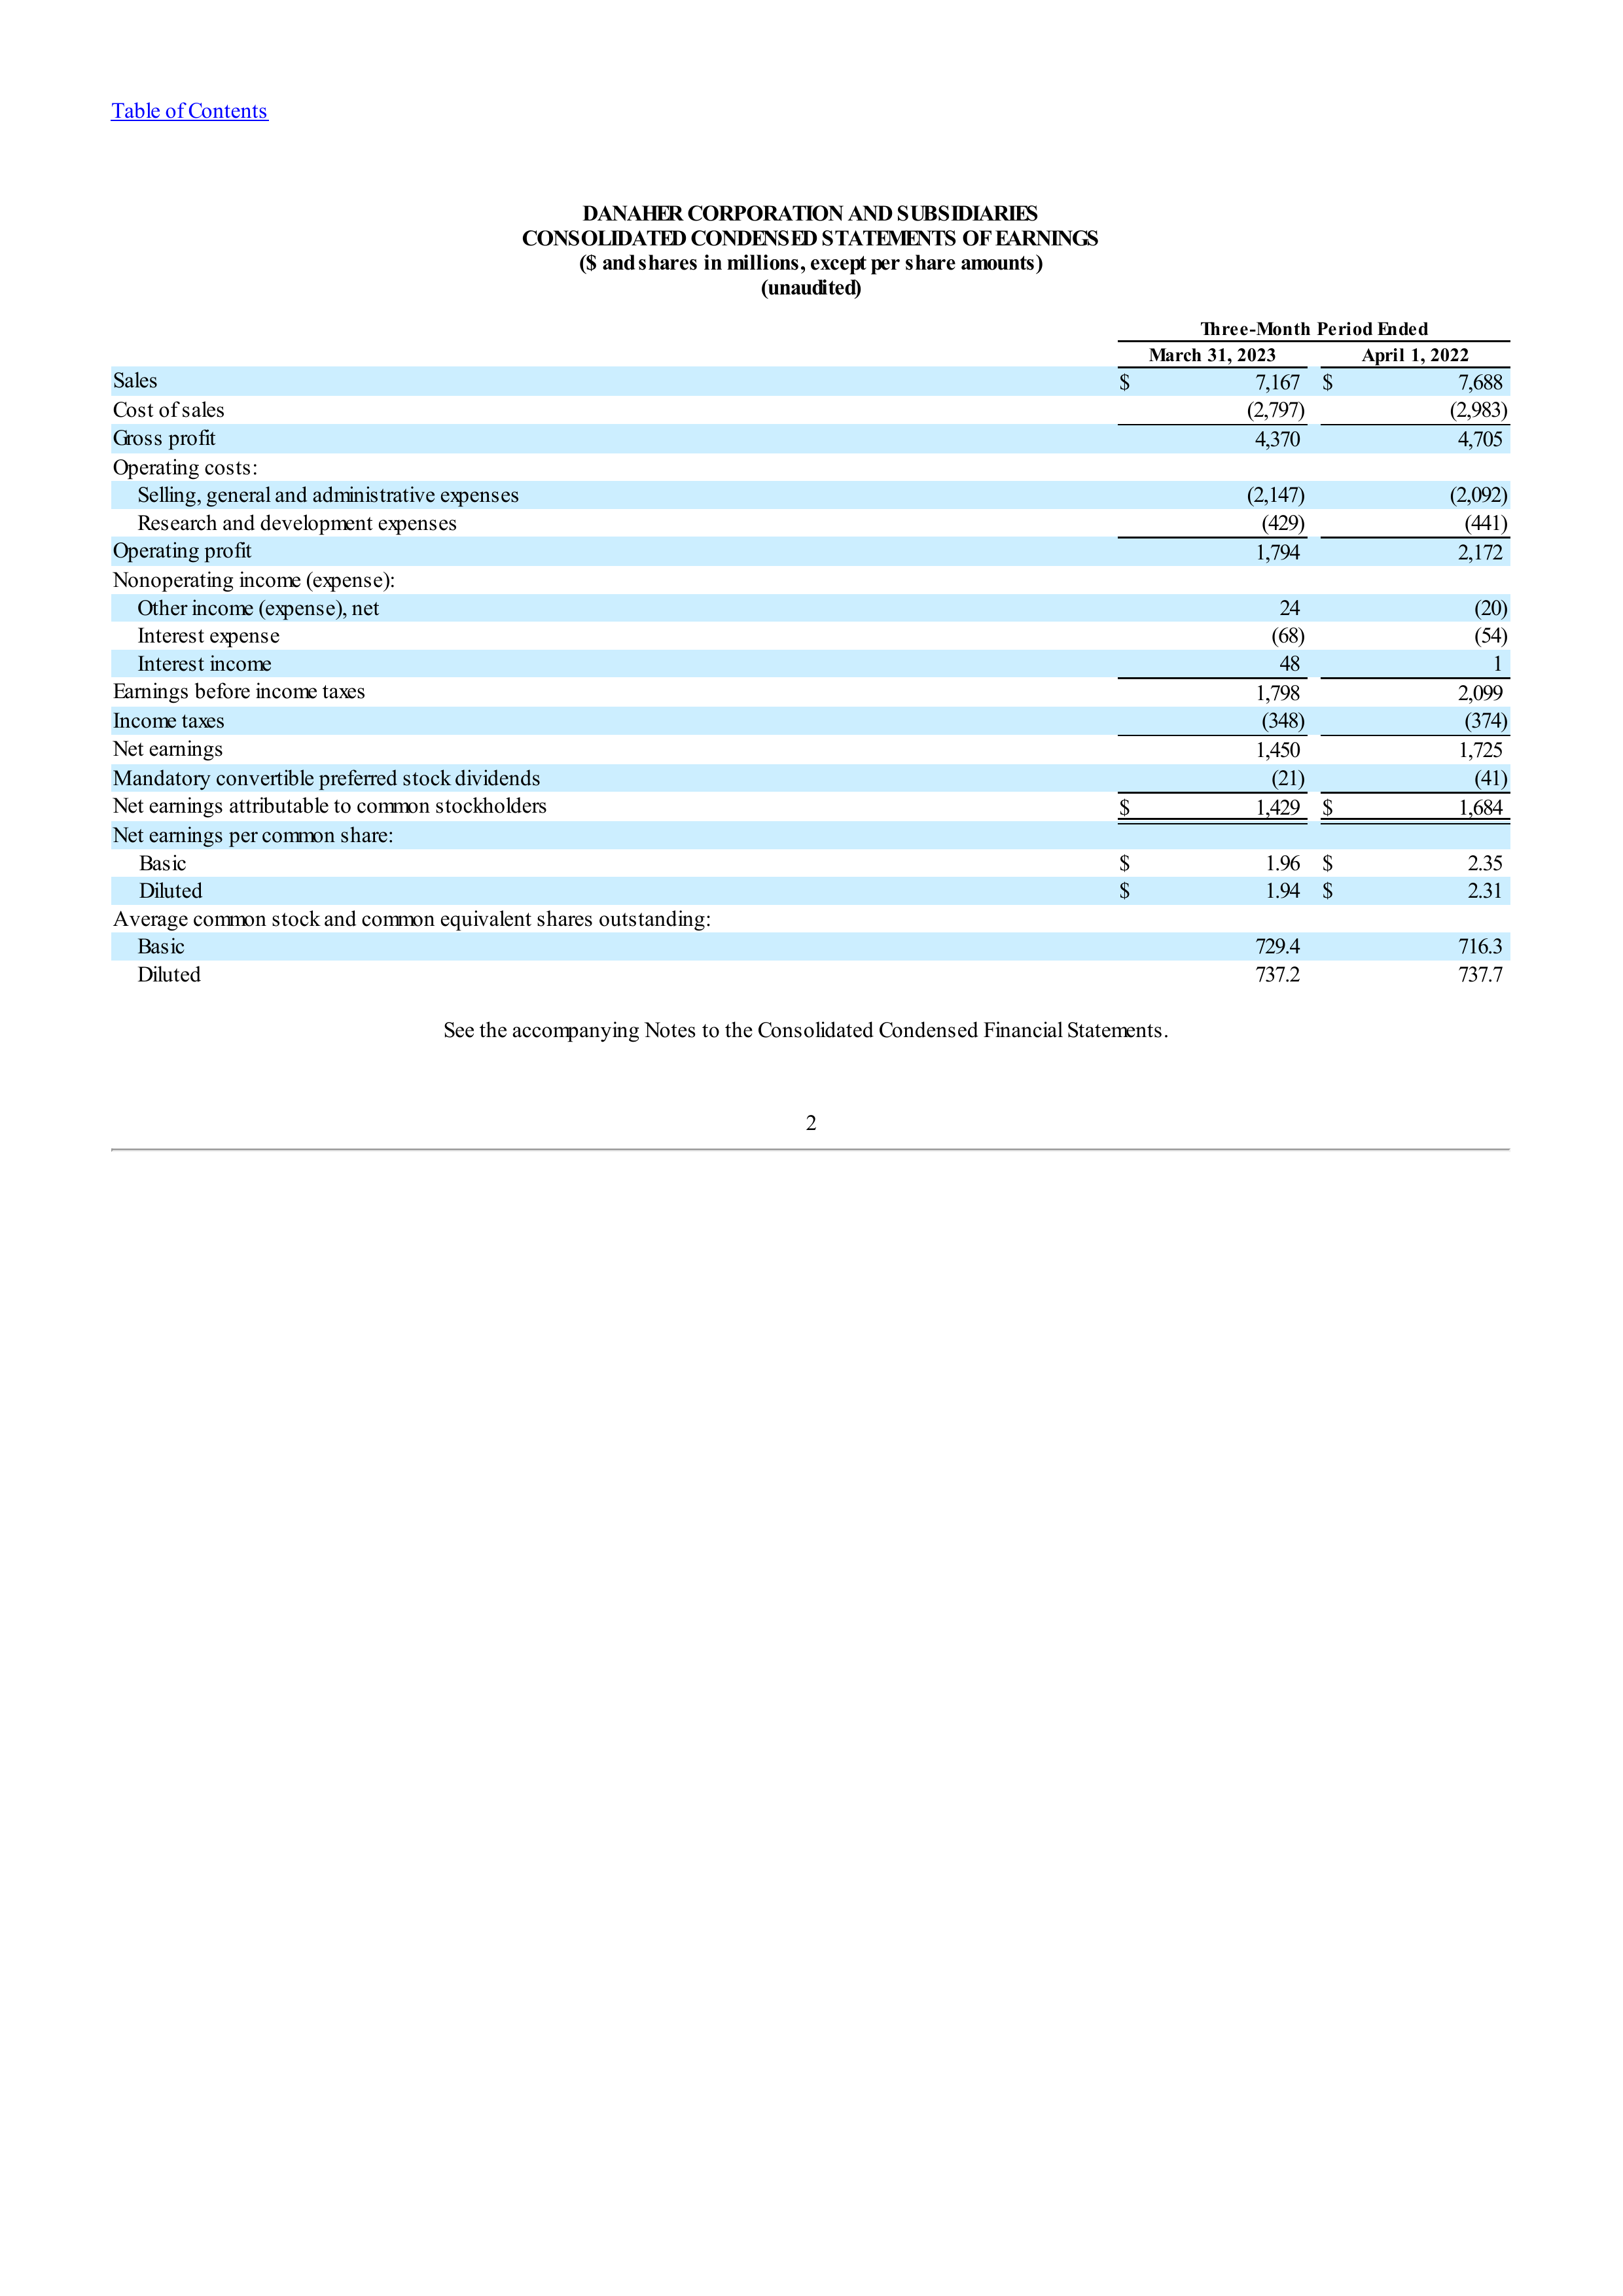 Table of Contents
DANAHER CORPORATION AND SUBSIDIARIES
CONSOLIDATED CONDENSED STATEMENTS OF EARNINGS
($ and shares in millions, except per share amounts)
(unaudited)
Three-Month Period Ended
March 31, 2023 April 1, 2022
Sales $ 7,167 $ 7,688
Cost of sales (2,797) (2,983)
Gross profit 4,370 4,705
Operating costs:
Selling, general and administrative expenses (2,147) (2,092)
Research and development expenses (429) (441)
Operating profit 1,794 2,172
Nonoperating income (expense):
Other income (expense), net 24 (20)
Interest expense (68) (54)
Interest income 48 1
Earnings before income taxes 1,798 2,099
Income taxes (348) (374)
Net earnings 1,450 1,725
Mandatory convertible preferred stock dividends (21) (41)
Net earnings attributable to common stockholders $ 1,429 $ 1,684
Net earnings per common share:
Basic $ 1.96 $ 2.35
Diluted $ 1.94 $ 2.31
Average common stock and common equivalent shares outstanding:
Basic 729.4 716.3
Diluted 737.2 737.7
See the accompanying Notes to the Consolidated Condensed Financial Statements.
2